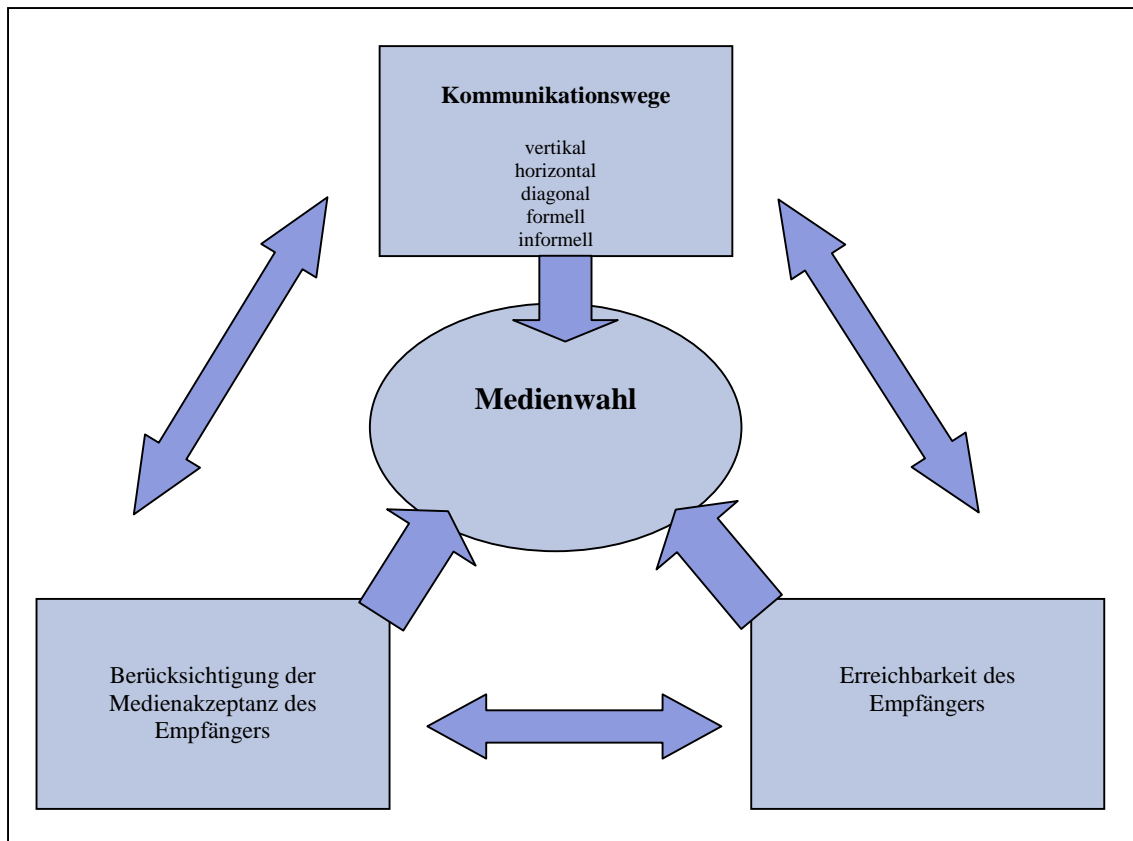 Kommunikationswege
vertikal
horizontal
diagonal
formell
informell
Medienwahl
Berücksichtigung der
Medienakzeptanz des
Empfängers
Erreichbarkeit des
Empfängers